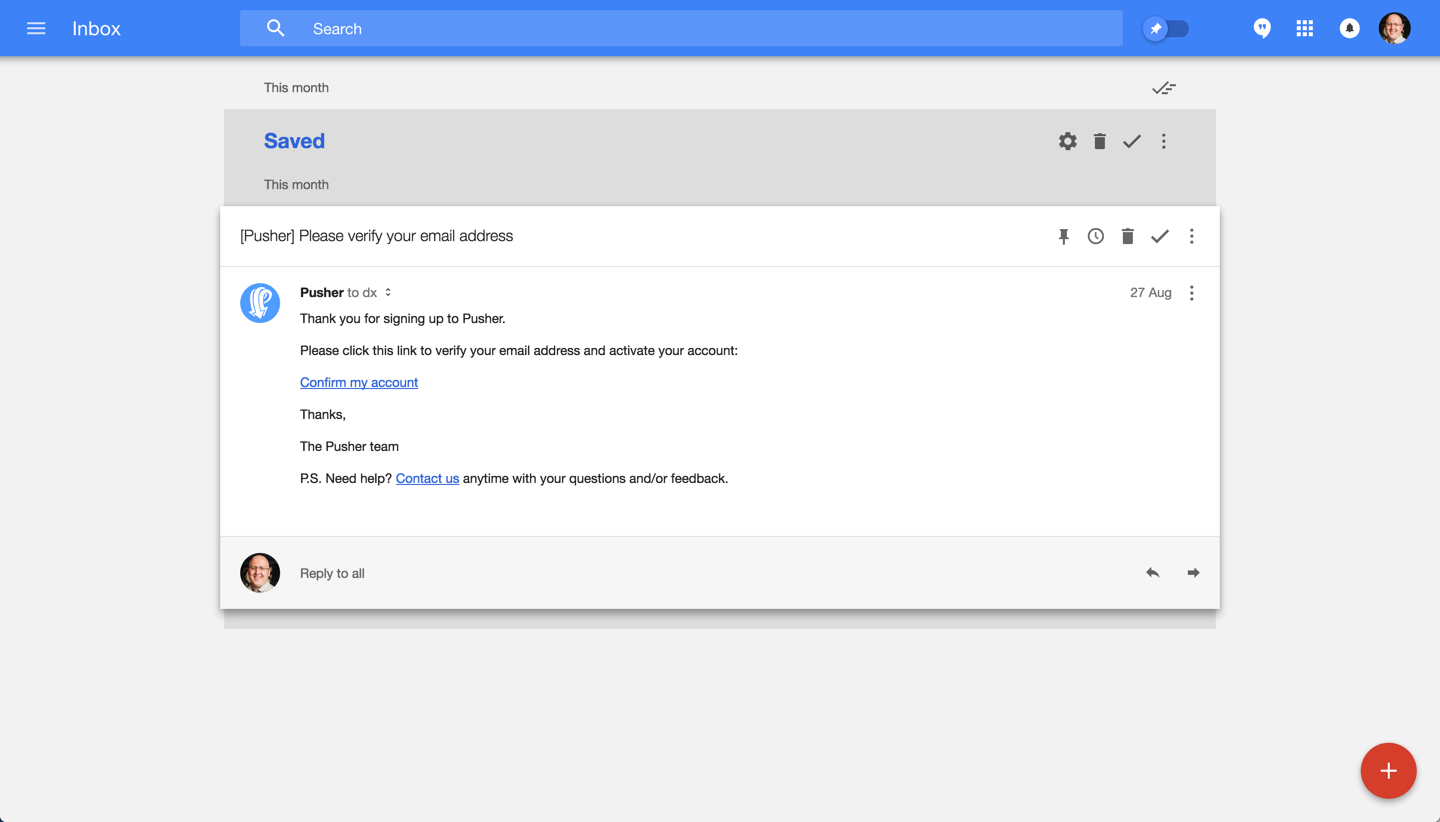 Inbox
Search
This month
Saved
This month
[Pusher] Please verify your email address
Pusher to dx
27 Aug
Thank you for signing up to Pusher.
Please click this link to verify your email address and activate your account:
Confirm my account
Thanks,
The Pusher team
P.S. Need help? Contact us anytime with your questions and/or feedback.
Reply to all